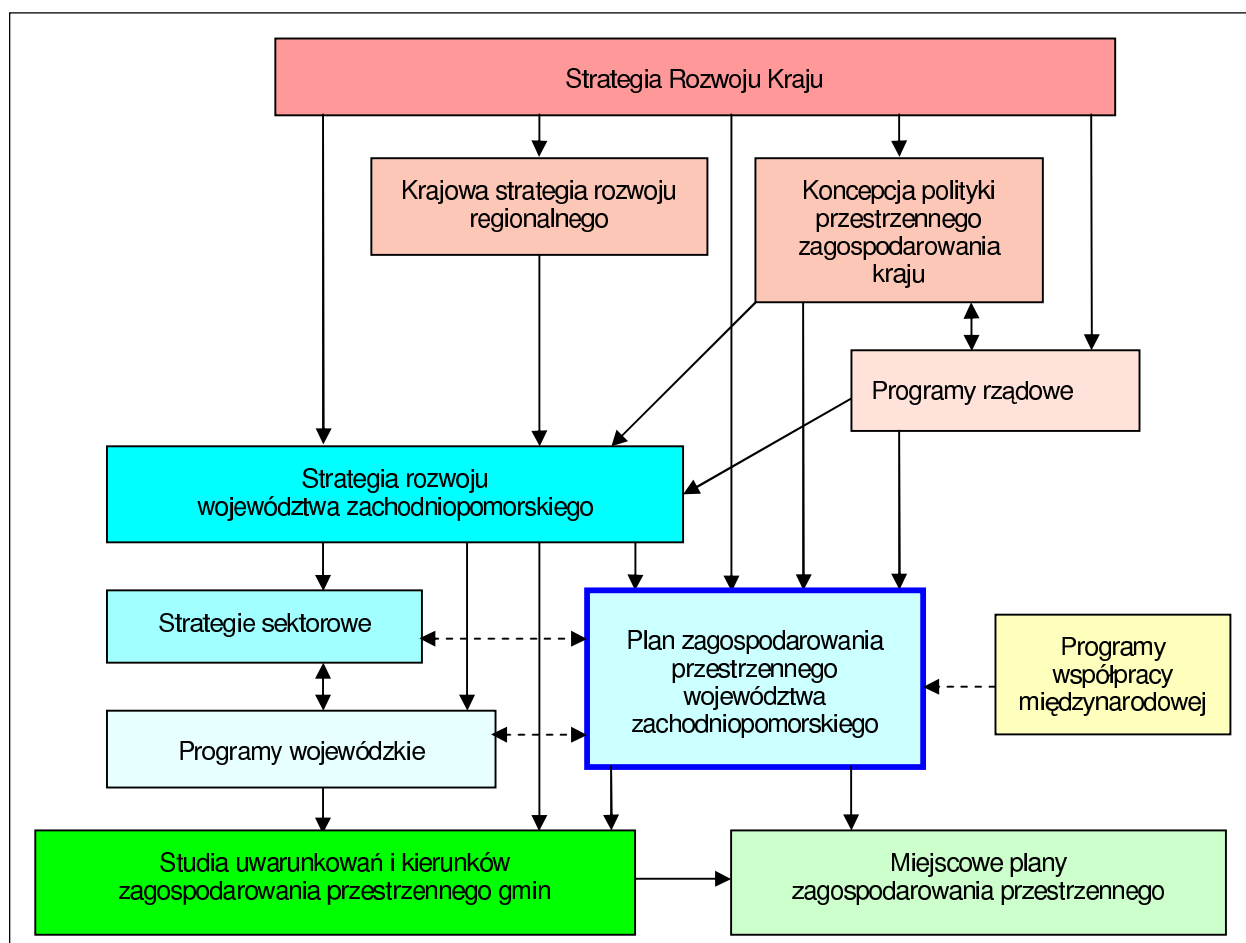 Strategia Rozwoju Kraju
Krajowa strategia rozwoju
regionalnego
Koncepcja polityki
przestrzennego
zagospodarowania
kraju
Programy rządowe
Strategia rozwoju
województwa zachodniopomorskiego
Strategie sektorowe
Plan zagospodarowania
przestrzennego
województwa
zachodniopomorskiego
Programy
współpracy
międzynarodowej
Programy wojewódzkie
Studia uwarunkowań i kierunków
zagospodarowania przestrzennego gmin
Miejscowe plany
zagospodarowania przestrzennego